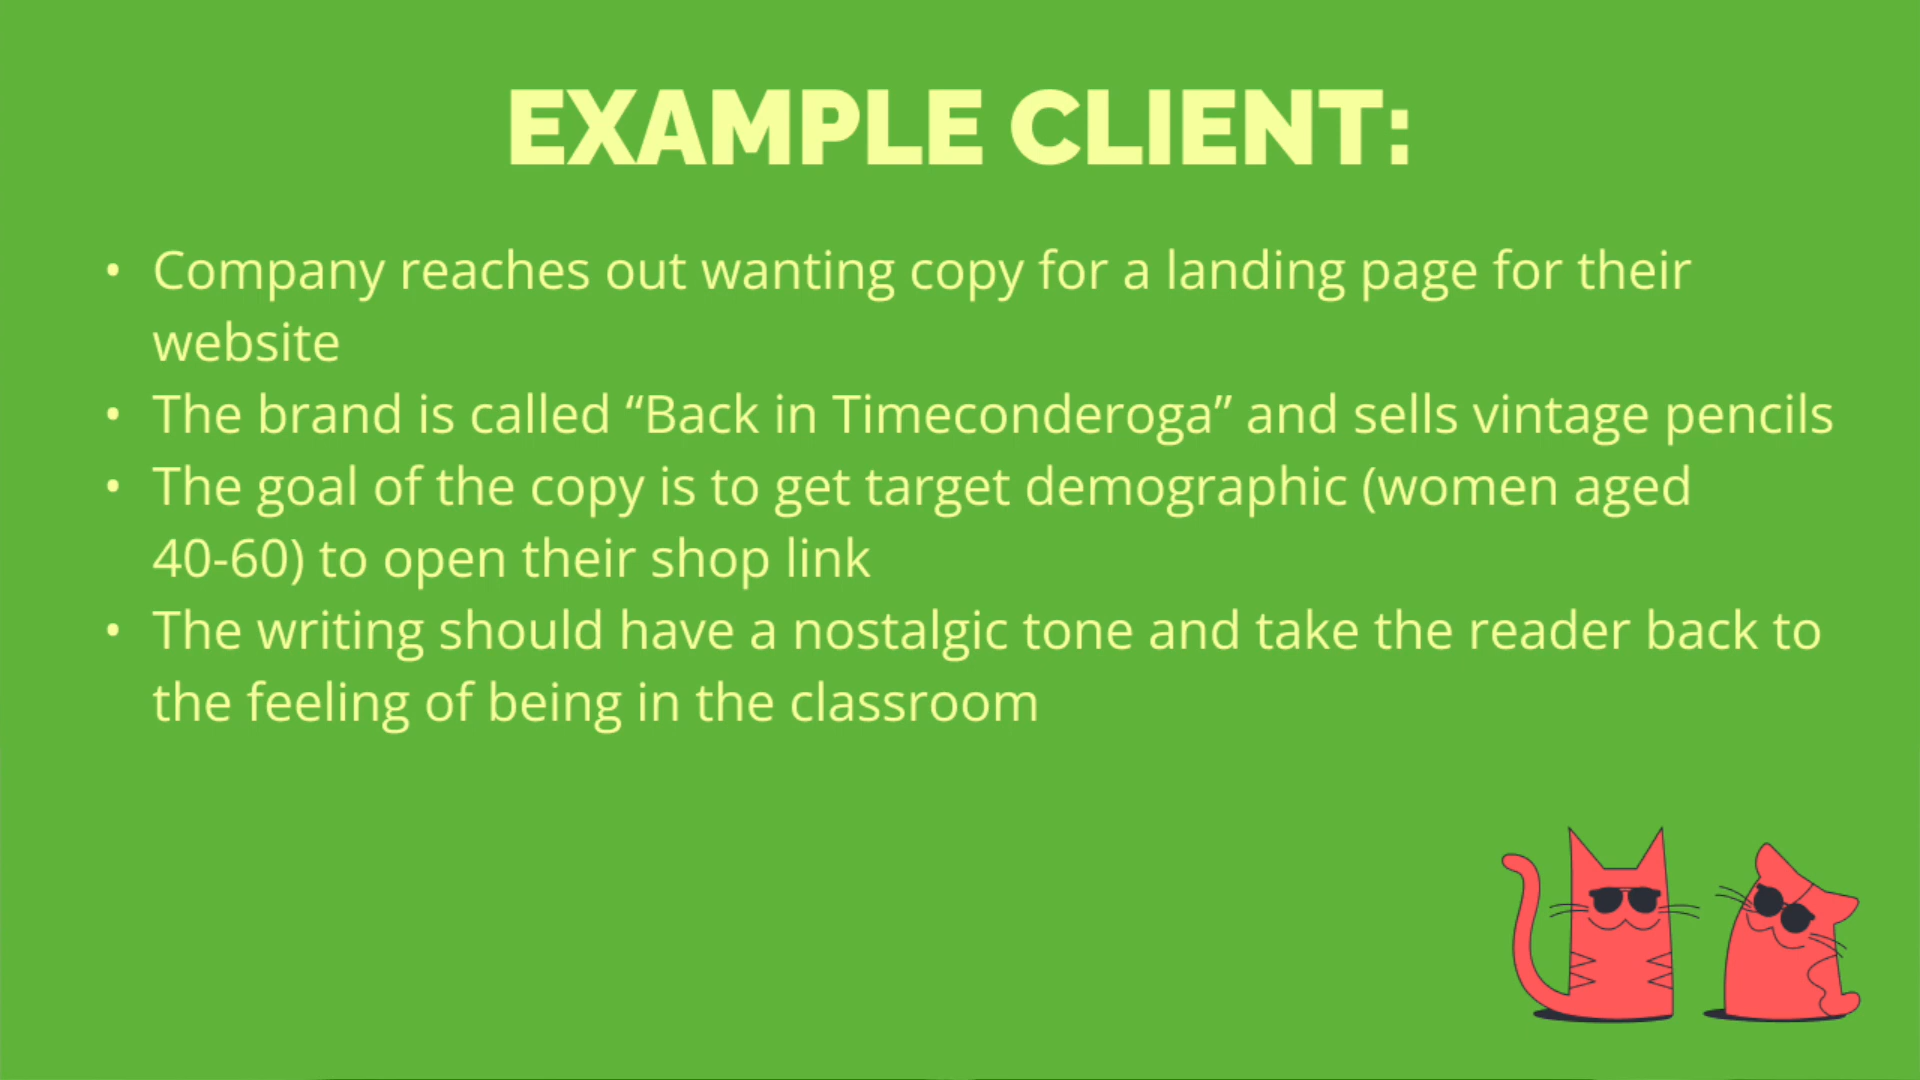 EXAMPLE CLIENT:
• Company reaches out wanting copy for a landing page for their
website
• The brand is called “Back in Timeconderoga” and sells vintage pencils
• The goal of the copy is to get target demographic (women aged
40-60) to open their shop link
• The writing should have a nostalgic tone and take the reader back to
the feeling of being in the classroom